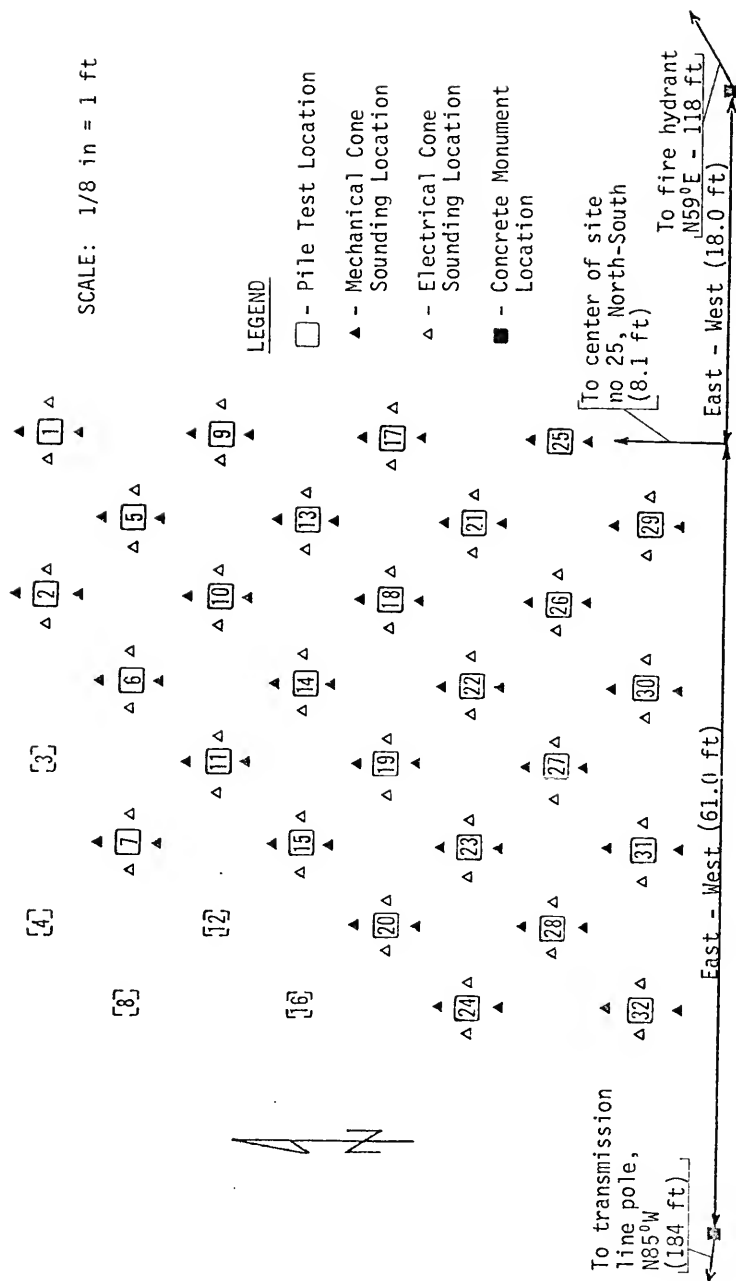 SCALE: 1/8 in = 1 ft
LEGEND
- Pile Test Location
- Mechanical Cone
Sounding Location
- Electrical Cone
Sounding Location
- Concrete Monument
Location
4
3
2
1
8
7
6
5
12
11
10
9
16
15
14
13
20
19
18
17
24
23
22
21
28
27
26
25
32
31
30
29
N
To center of site
no 25, North-South
(8.1 ft)
To fire hydrant
N59⁰E - 118 ft
East - West (18.0 ft)
East - West (61.0 ft)
To transmission
line pole,
N85⁰W
(184 ft)